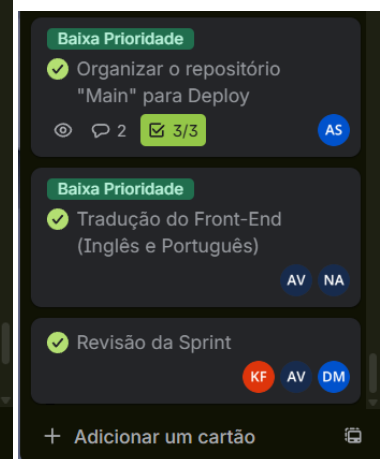 Baixa Prioridade
Organizar o repositório
"Main" para Deploy
2 3/3 AS
Baixa Prioridade
Tradução do Front-End
(Inglês e Português)
AV NA
Revisão da Sprint
KF AV DM
+ Adicionar um cartão